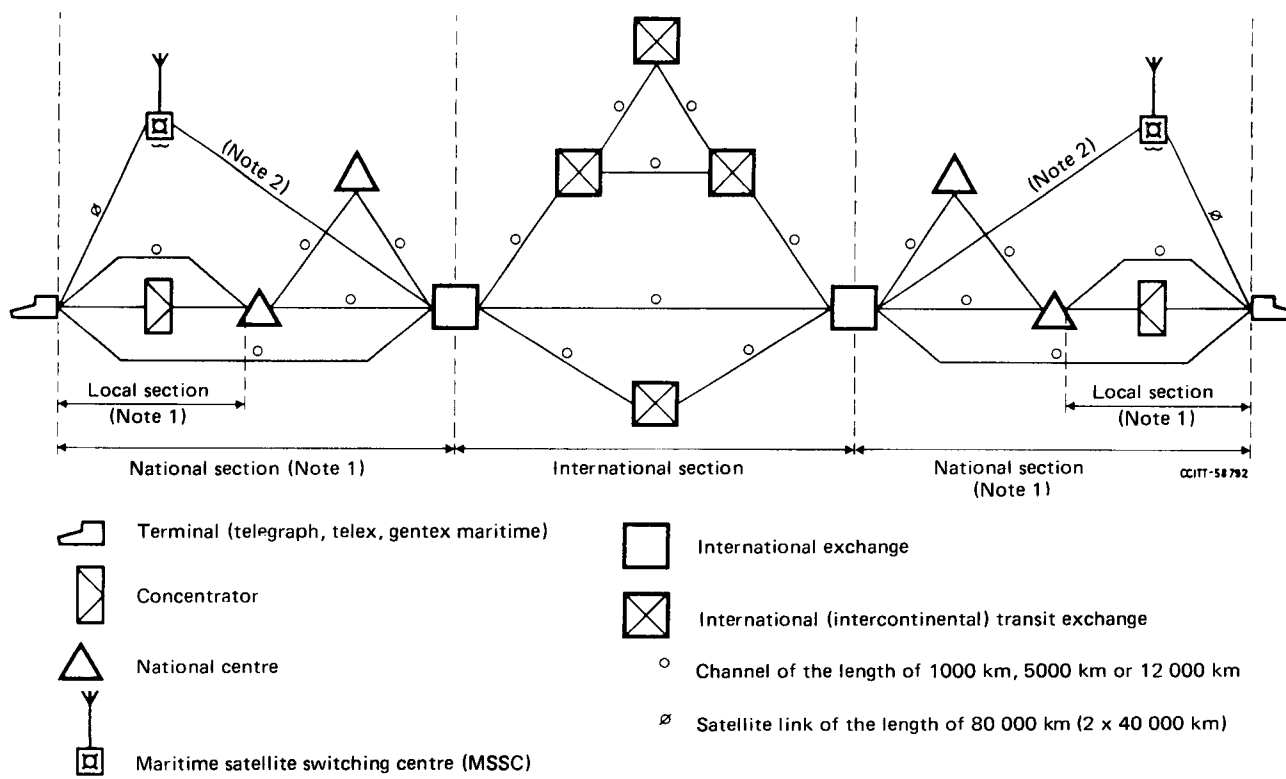 (Note 2)
(Note 2)
Local section
(Note 1)
Local section
(Note 1)
National section (Note 1)
International section
National section
(Note 1)
CCITT-58792
Terminal (telegraph, telex, gentex maritime)
Concentrator
National centre
Maritime satellite switching centre (MSSC)
International exchange
International (intercontinental) transit exchange
Channel of the length of 1000 km, 5000 km or 12 000 km
Satellite link of the length of 80 000 km (2 x 40 000 km)